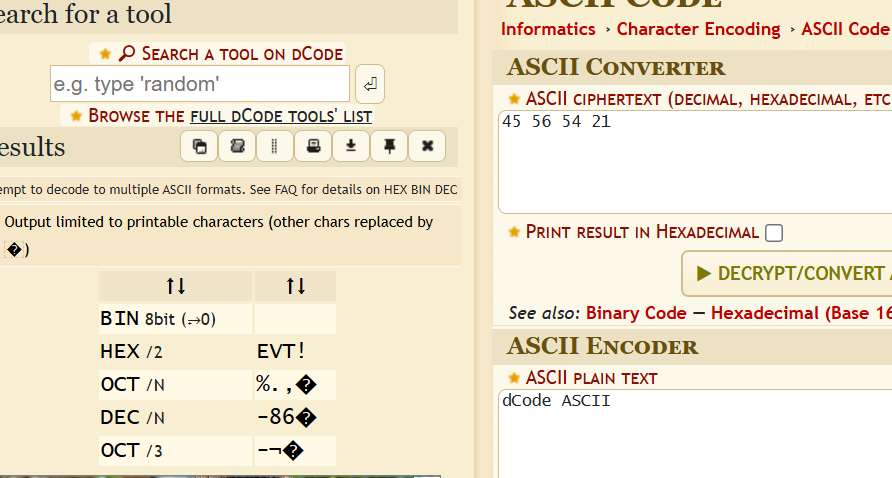 earch for a tool
SEARCH A TOOL ON DCODE
e.g. type 'random'
BROWSE THE FULL DCODE TOOLS' LIST
esults
empt to decode to multiple ASCII formats. See FAQ for details on HEX BIN DEC
Output limited to printable characters (other chars replaced by
�)
↑↓ ↑↓
BIN 8bit (⥅0)
HEX /2 EVT!
OCT /N %.,�
DEC /N -86�
OCT /3 -¬�
ASCII CODE
Informatics › Character Encoding › ASCII Code
ASCII CONVERTER
ASCII CIPHERTEXT (DECIMAL, HEXADECIMAL, ETC
45 56 54 21
PRINT RESULT IN HEXADECIMAL
▶ DECRYPT/CONVERT
See also: Binary Code — Hexadecimal (Base 16
ASCII ENCODER
ASCII PLAIN TEXT
dCode ASCII